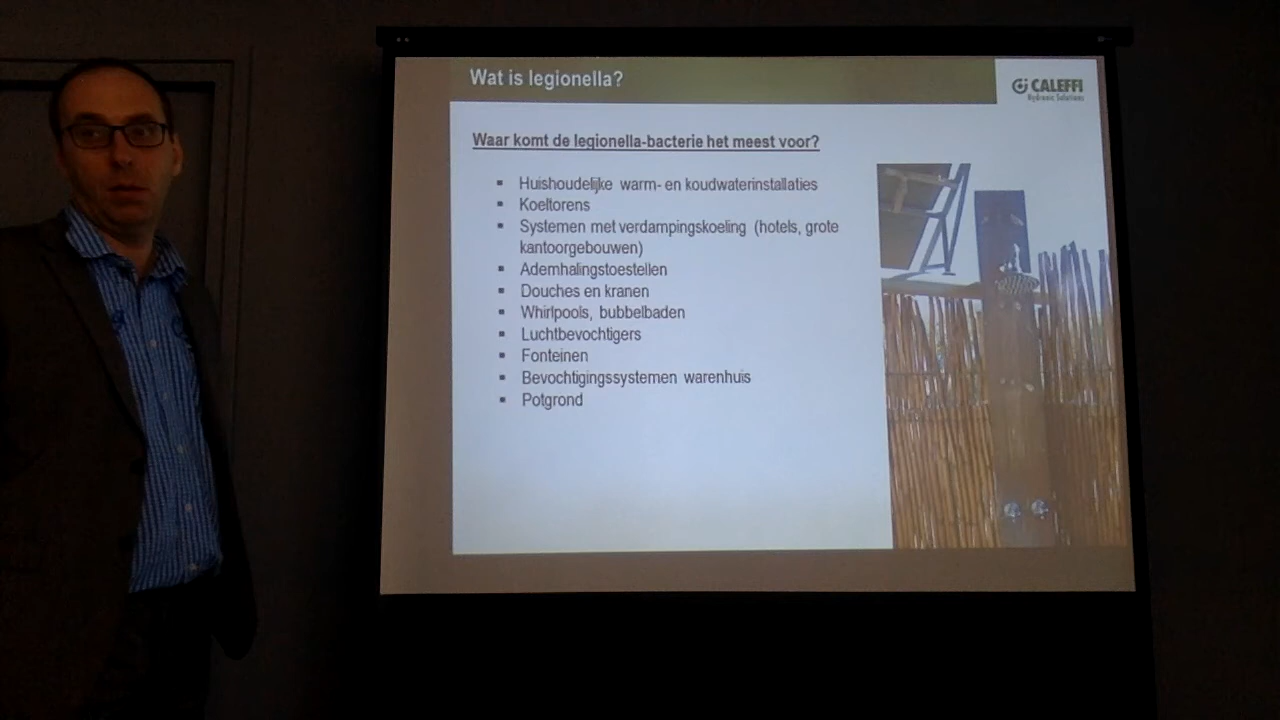 Wat is legionella?
CALEFFI
Hydronic Solutions
Waar komt de legionella-bacterie het meest voor?
▪ Huishoudelijke warm- en koudwaterinstallaties
▪ Koeltorens
▪ Systemen met verdampingskoeling (hotels, grote
kantoorgebouwen)
▪ Ademhalingstoestellen
▪ Douches en kranen
▪ Whirlpools, bubbelbaden
▪ Luchtbevochtigers
▪ Fonteinen
▪ Bevochtigingssystemen warenhuis
▪ Potgrond